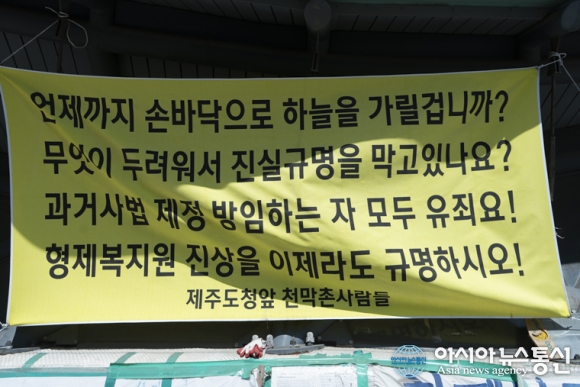 언제까지 손바닥으로 하늘을 가릴겁니까?
무엇이 두려워서 진실규명을 막고있나요?
과거사법 제정 방임하는 자 모두 유죄요!
형제복지원 진상을 이제라도 규명하시오!
제주도청앞 천막촌사람들
아시아뉴스통신
Asia news agency